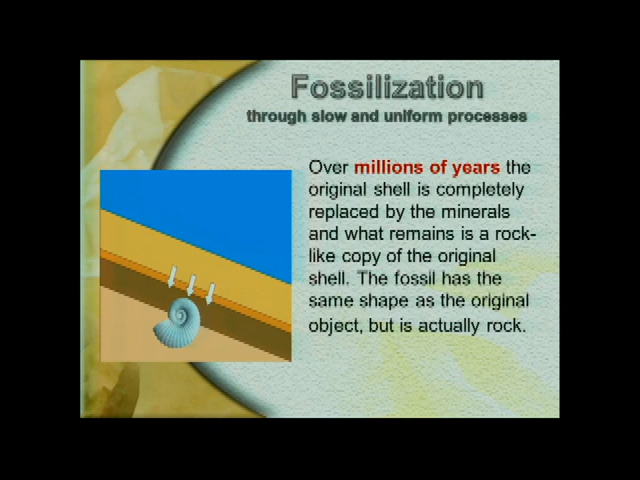 Fossilization
through slow and uniform processes
Over millions of years the
original shell is completely
replaced by the minerals
and what remains is a rock-
like copy of the original
shell. The fossil has the
same shape as the original
object, but is actually rock.